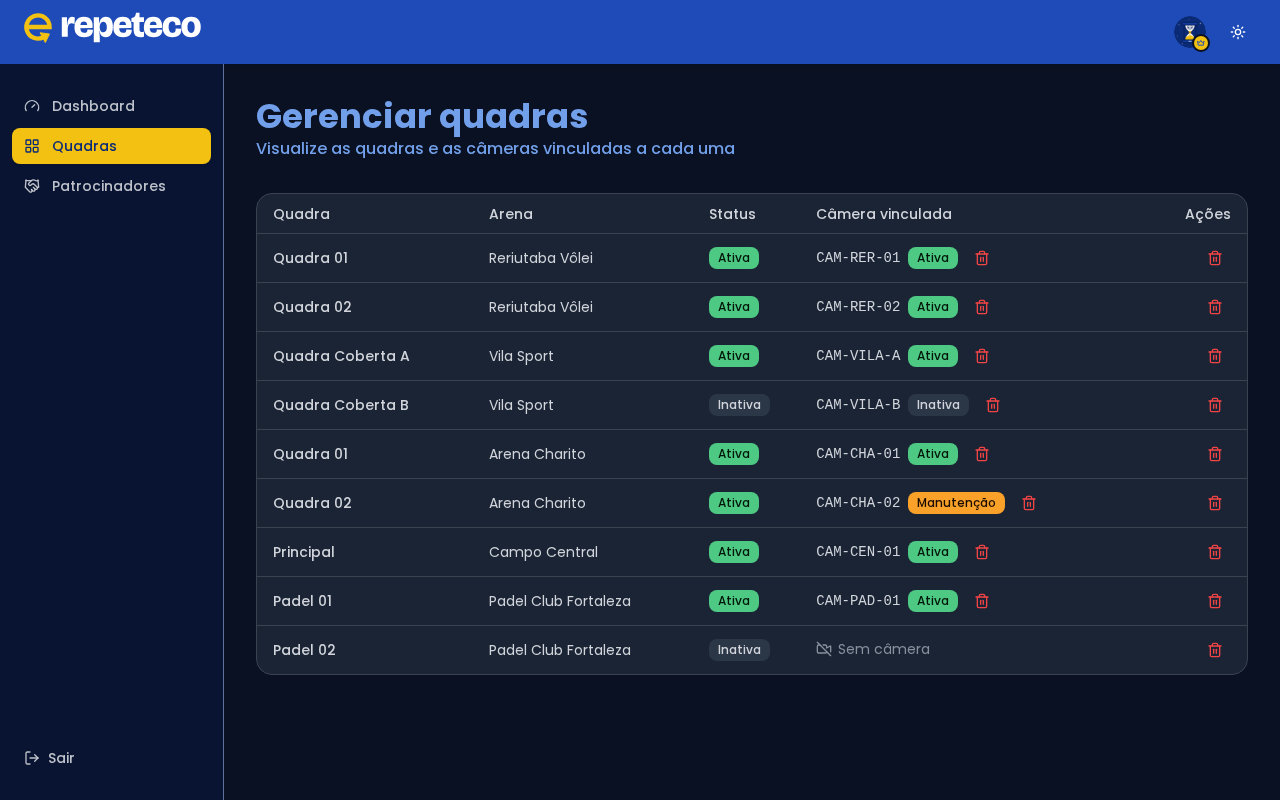 repeteco
Dashboard
Quadras
Patrocinadores
Sair
Gerenciar quadras
Visualize as quadras e as câmeras vinculadas a cada uma
Quadra Arena Status Câmera vinculada Ações
Quadra 01 Reriutaba Vôlei Ativa CAM-RER-01 Ativa
Quadra 02 Reriutaba Vôlei Ativa CAM-RER-02 Ativa
Quadra Coberta A Vila Sport Ativa CAM-VILA-A Ativa
Quadra Coberta B Vila Sport Inativa CAM-VILA-B Inativa
Quadra 01 Arena Charito Ativa CAM-CHA-01 Ativa
Quadra 02 Arena Charito Ativa CAM-CHA-02 Manutenção
Principal Campo Central Ativa CAM-CEN-01 Ativa
Padel 01 Padel Club Fortaleza Ativa CAM-PAD-01 Ativa
Padel 02 Padel Club Fortaleza Inativa Sem câmera